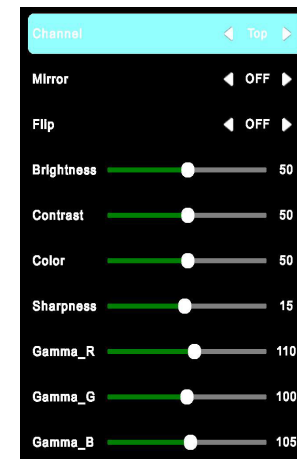 Channel Top
Mirror OFF
Flip OFF
Brightness 50
Contrast 50
Color 50
Sharpness 15
Gamma_R 110
Gamma_G 100
Gamma_B 105